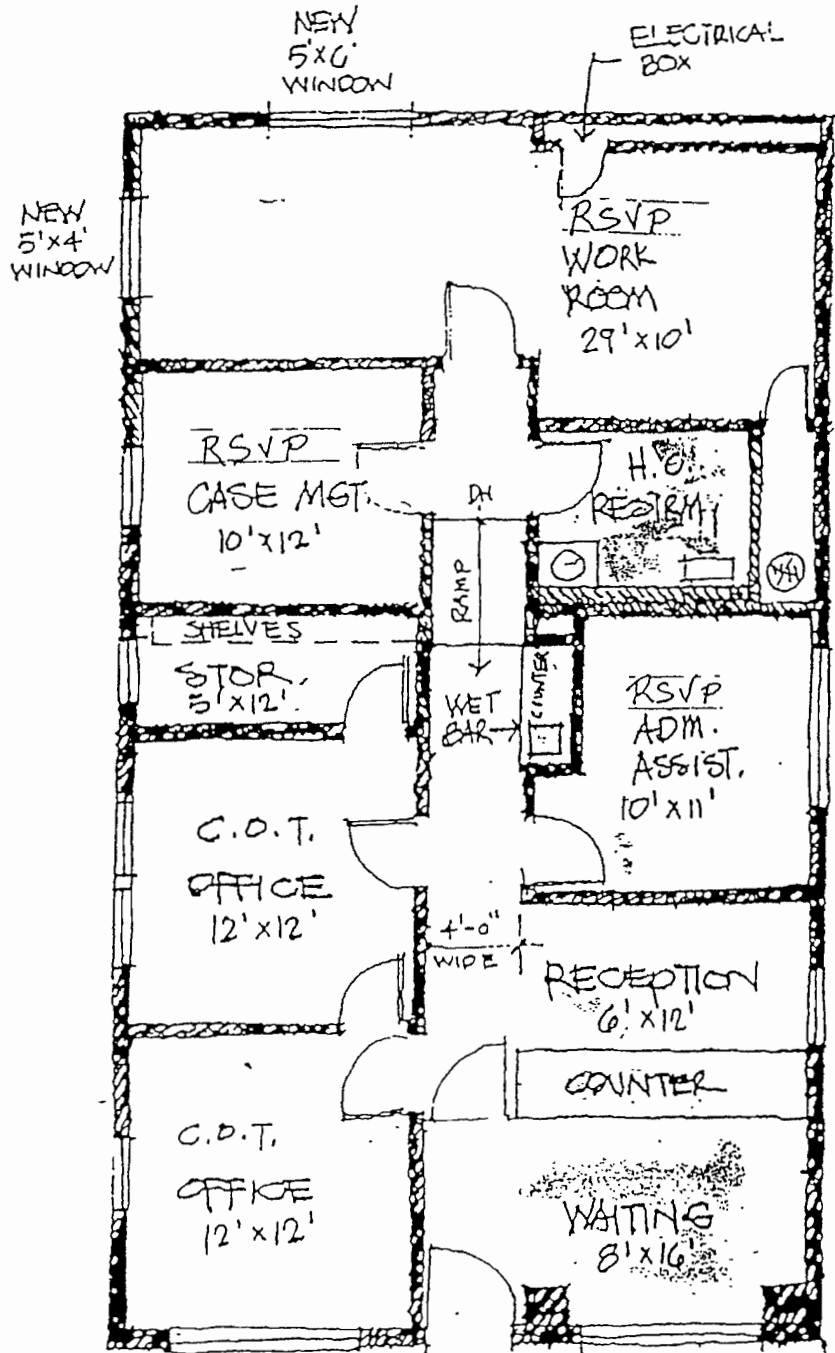 NEW
5'X6'
WINDOW
ELECTRICAL
BOX
NEW
5'x4'
WINDOW
RSVP
WORK
ROOM
29'x10'
RSVP
CASE MGT.
10'x12'
H.C.
RESTRM
DN
RAMP
WH
SHELVES
STOR.
5'x12'
WET
BAR
COUNTER
RSVP
ADM.
ASSIST.
10'x11'
C.O.T.
OFFICE
12'x12'
4'-0"
WIDE
RECEPTION
6'x12'
COUNTER
C.O.T.
OFFICE
12'x12'
WAITING
8'x16'